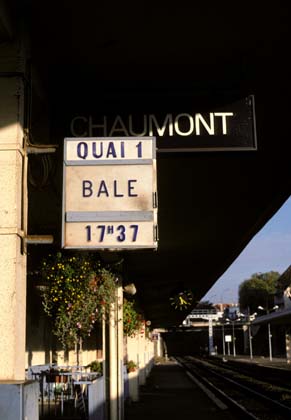 CHAUMONT
QUAI 1
BALE
17H37